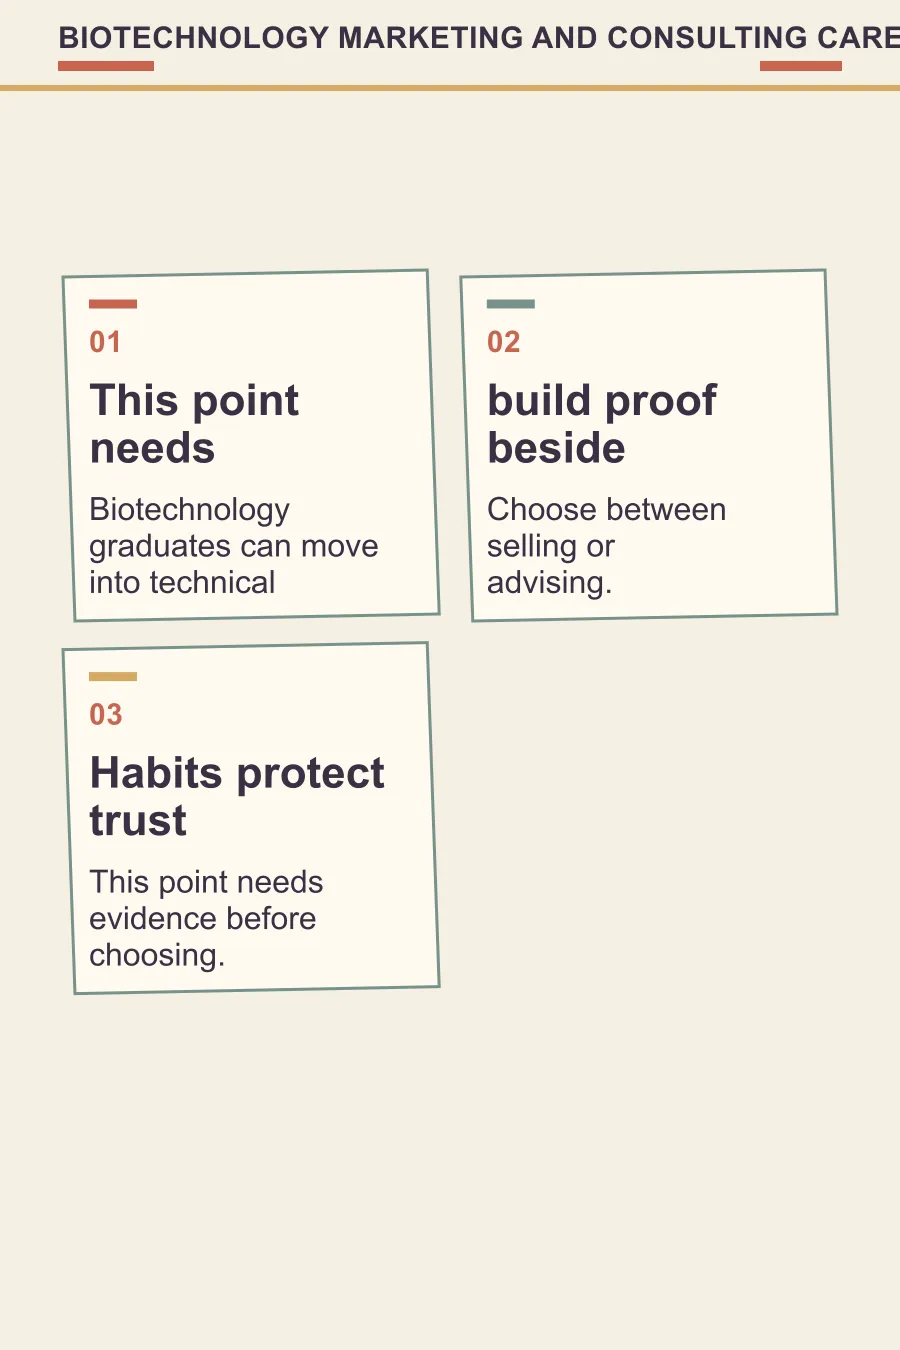 BIOTECHNOLOGY MARKETING AND CONSULTING CARE
01
This point
needs
Biotechnology
graduates can move
into technical
02
build proof
beside
Choose between
selling or
advising.
03
Habits protect
trust
This point needs
evidence before
choosing.